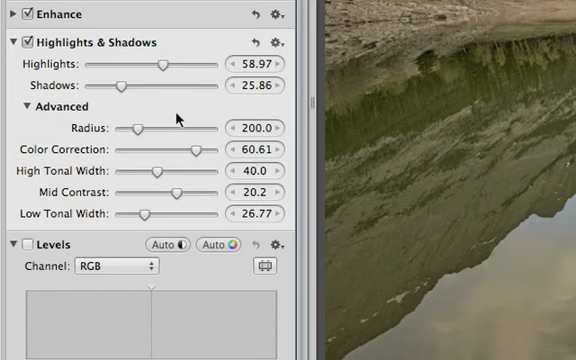 Enhance
Highlights & Shadows
Highlights: 58.97
Shadows: 25.86
Advanced
Radius: 200.0
Color Correction: 60.61
High Tonal Width: 40.0
Mid Contrast: 20.2
Low Tonal Width: 26.77
Levels Auto Auto
Channel: RGB